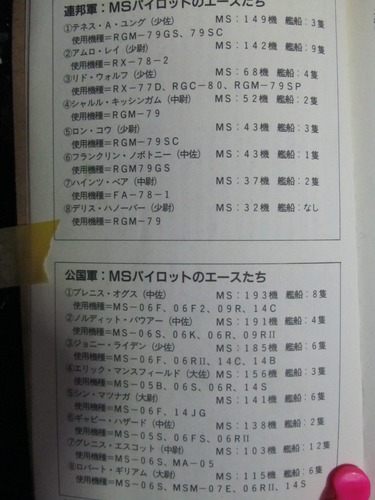 連邦軍：MSパイロットのエースたち
①テネス・A・ユング（少佐） MS：149機 艦船：3隻
使用機種＝RGM-79GS、79SC
②アムロ・レイ（少尉） MS：142機 艦船：9隻
使用機種＝RX-78-2
③リド・ウォルフ（少佐） MS：68機 艦船：4隻
使用機種＝RX-77D、RGC-80、RGM-79SP
④シャルル・キッシンガム（中尉） MS：52機 艦船：2隻
使用機種＝RGM-79
⑤ロン・コウ（少尉） MS：43機 艦船：3隻
使用機種＝RGM-79SC
⑥フランクリン・ノボトニー（中佐） MS：43機 艦船：1隻
使用機種＝RGM79GS
⑦ハインツ・ベア（中尉） MS：37機 艦船：2隻
使用機種＝FA-78-1
⑧デリス・ハノーバー（少尉） MS：32機 艦船：なし
使用機種＝RGM-79
公国軍：MSパイロットのエースたち
①ブレニス・オグス（中佐） MS：193機 艦船：8隻
使用機種＝MS-06F、06F2、09R、14C
②ノルディット・バウアー（中佐） MS：191機 艦船：4隻
使用機種＝MS-06S、06K、06R、09RⅡ
③ジョニー・ライデン（少佐） MS：185機 艦船：6隻
使用機種＝MS-06F、06RⅡ、14C、14B
④エリック・マンスフィールド（大佐） MS：156機 艦船：3隻
使用機種＝MS-05B、06S、06R、14S
⑤シン・マツナガ（大尉） MS：141機 艦船：6隻
使用機種＝MS-06F、14JG
⑥ギャビー・ハザード（中佐） MS：138機 艦船：2隻
使用機種＝MS-05S、06FS、06RⅡ
⑦グレニス・エスコット（中尉） MS：103機 艦船：12隻
使用機種＝MS-06S、MA-05
⑧ロバート・ギリアム（大尉） MS：115機 艦船：6隻
使用機種＝MS-06S、MSM-07E、06RⅡ、14S